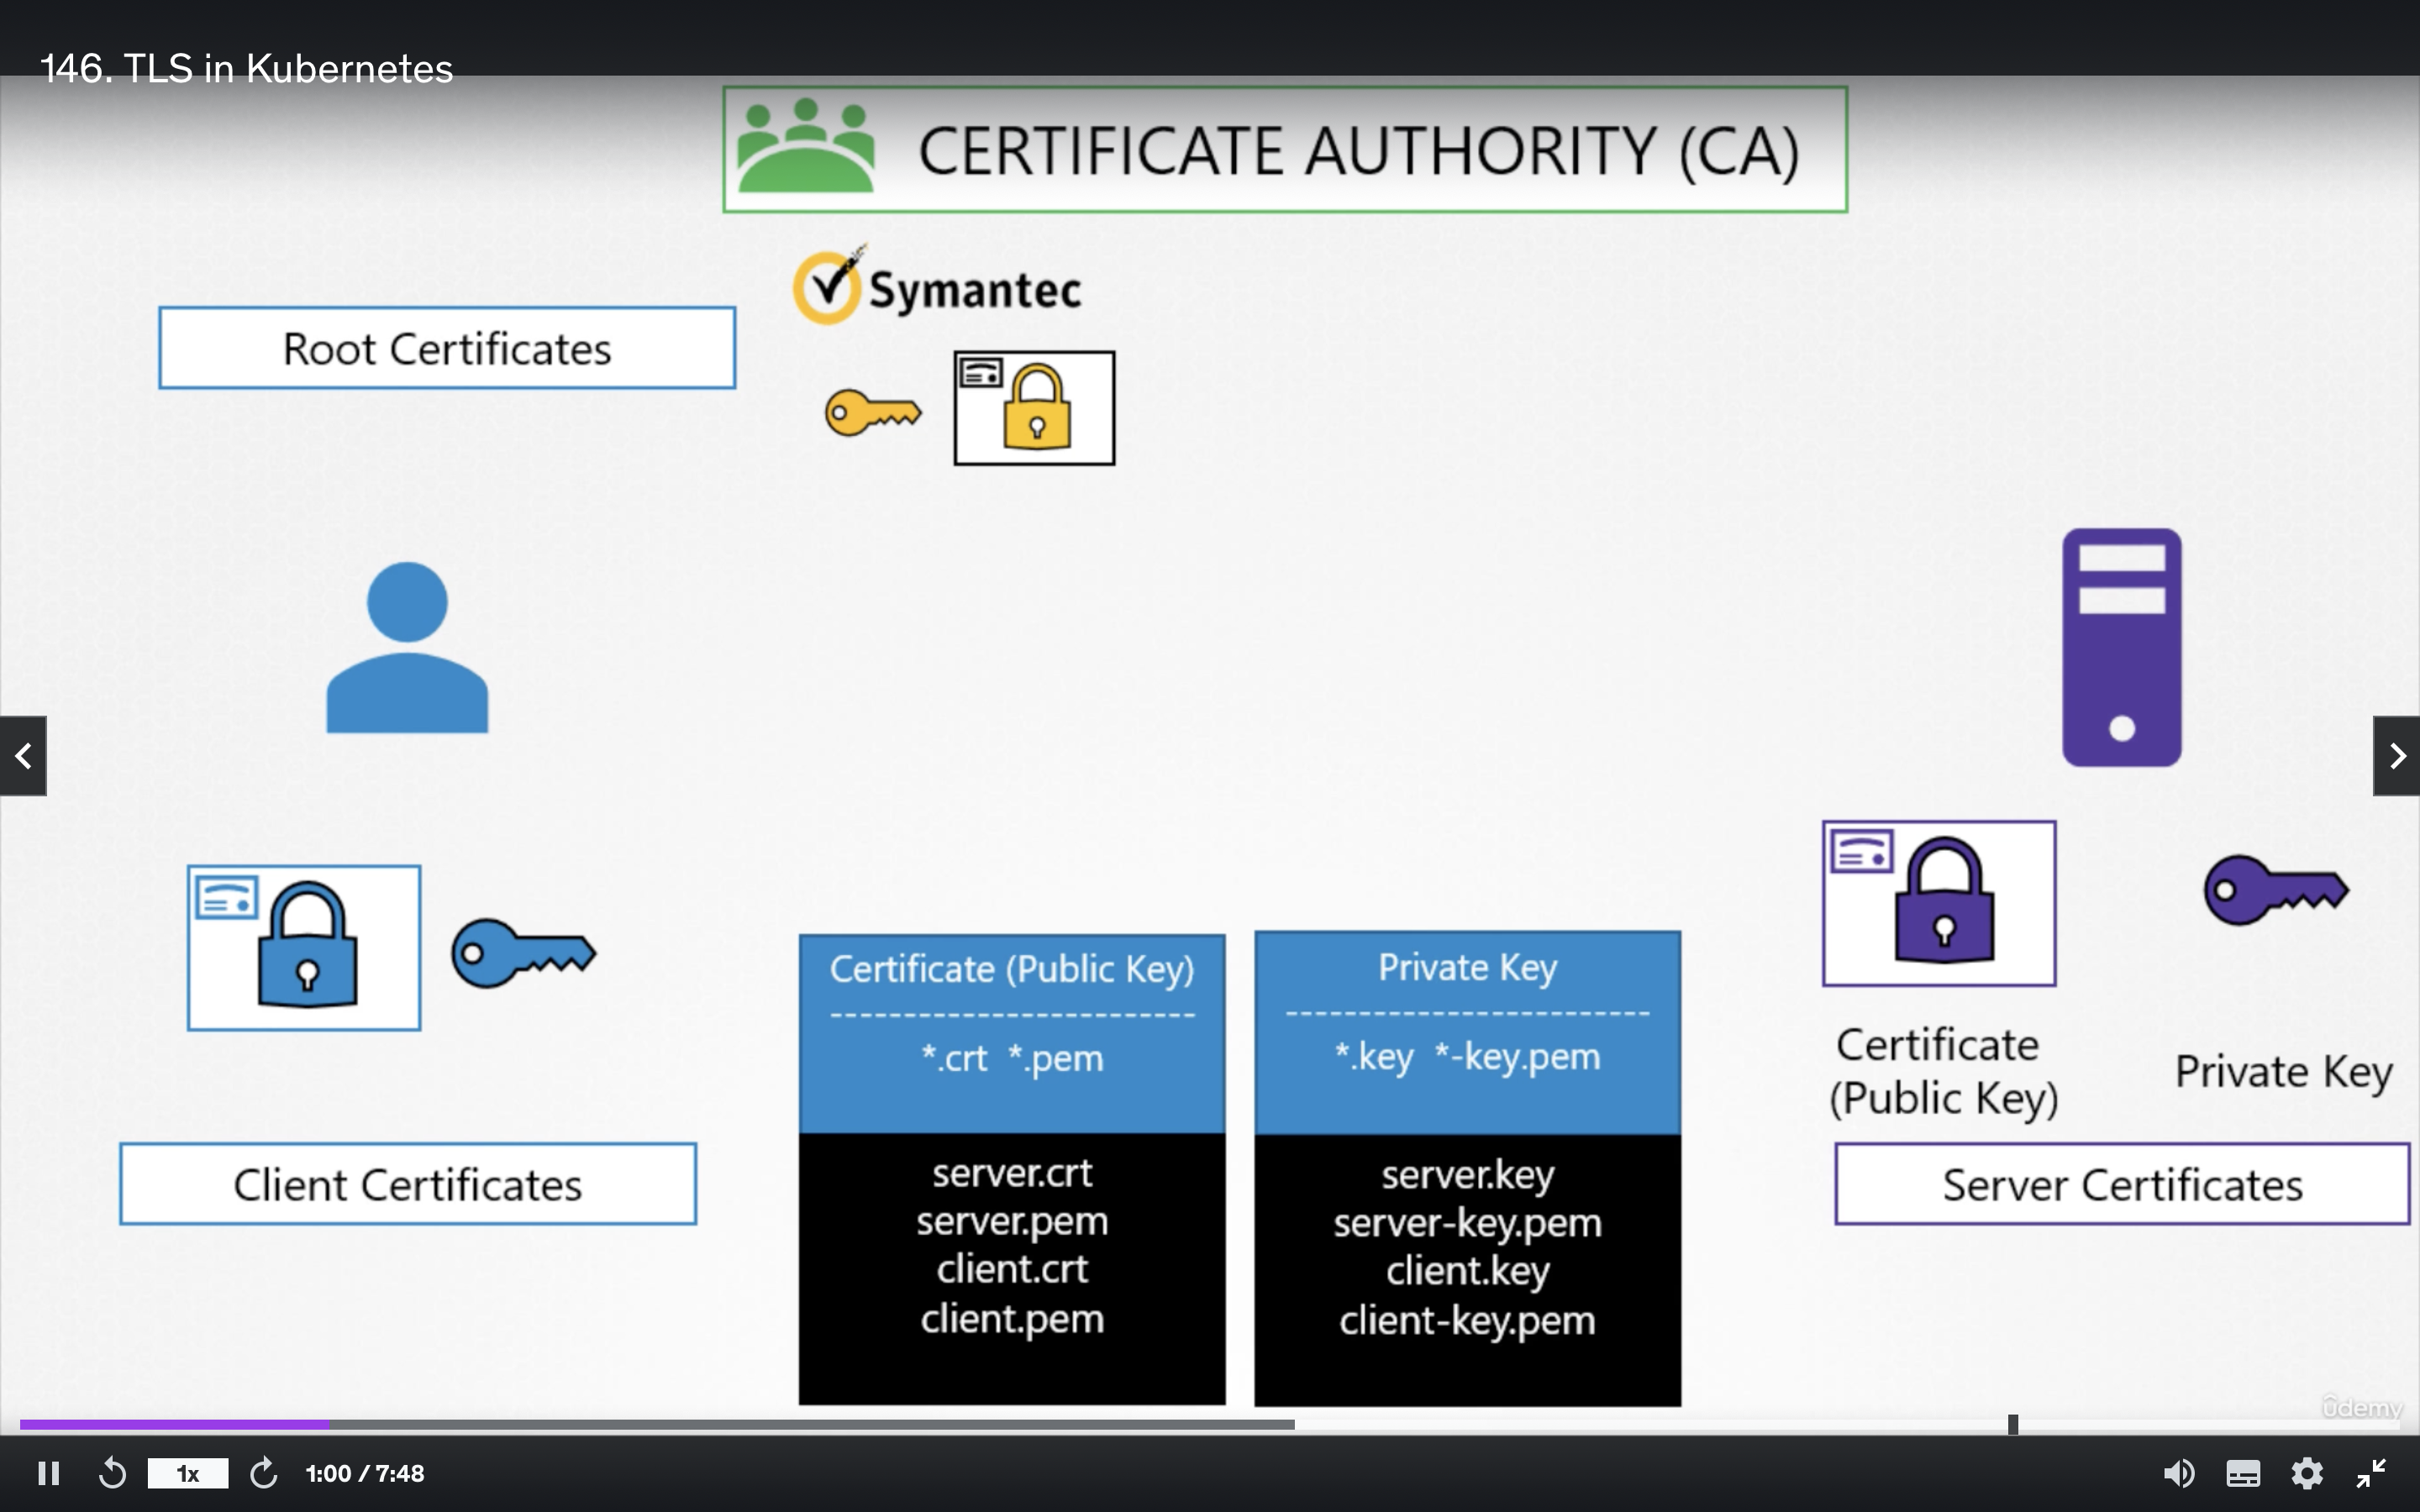 146. TLS in Kubernetes
CERTIFICATE AUTHORITY (CA)
Symantec
Root Certificates
Certificate (Public Key)
-------------------------
*.crt *.pem
server.crt
server.pem
client.crt
client.pem
Private Key
-------------------------
*.key *-key.pem
server.key
server-key.pem
client.key
client-key.pem
Certificate
(Public Key)
Private Key
Client Certificates
Server Certificates
ûdemy
1x
1:00 / 7:48